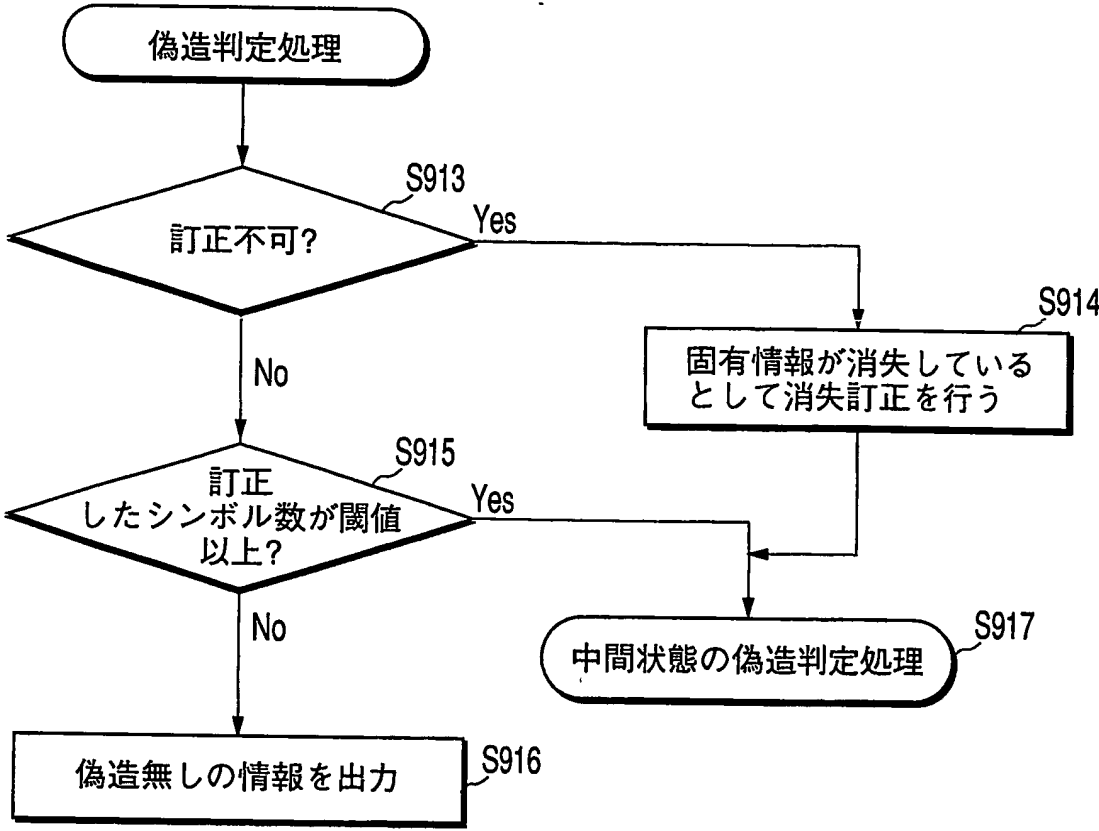 偽造判定処理
S913
訂正不可?
Yes
S914
固有情報が消失している
として消失訂正を行う
No
S915
訂正
したシンボル数が閾値
以上?
Yes
No
S917
中間状態の偽造判定処理
S916
偽造無しの情報を出力